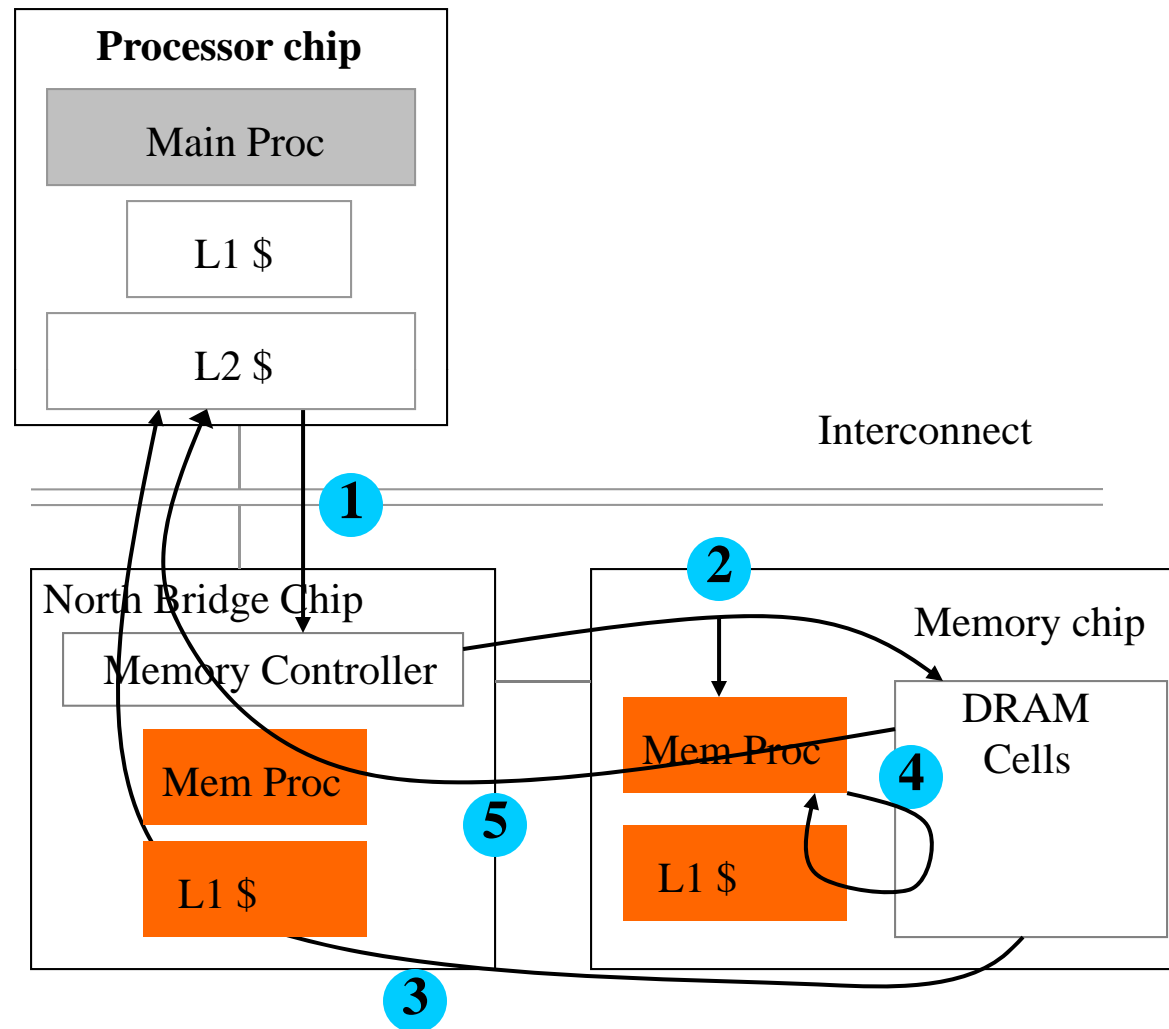 Processor chip
Main Proc
L1 $
L2 $
Interconnect
1
2
North Bridge Chip
Memory chip
Memory Controller
DRAM
Cells
Mem Proc
4
Mem Proc
5
L1 $
L1 $
3